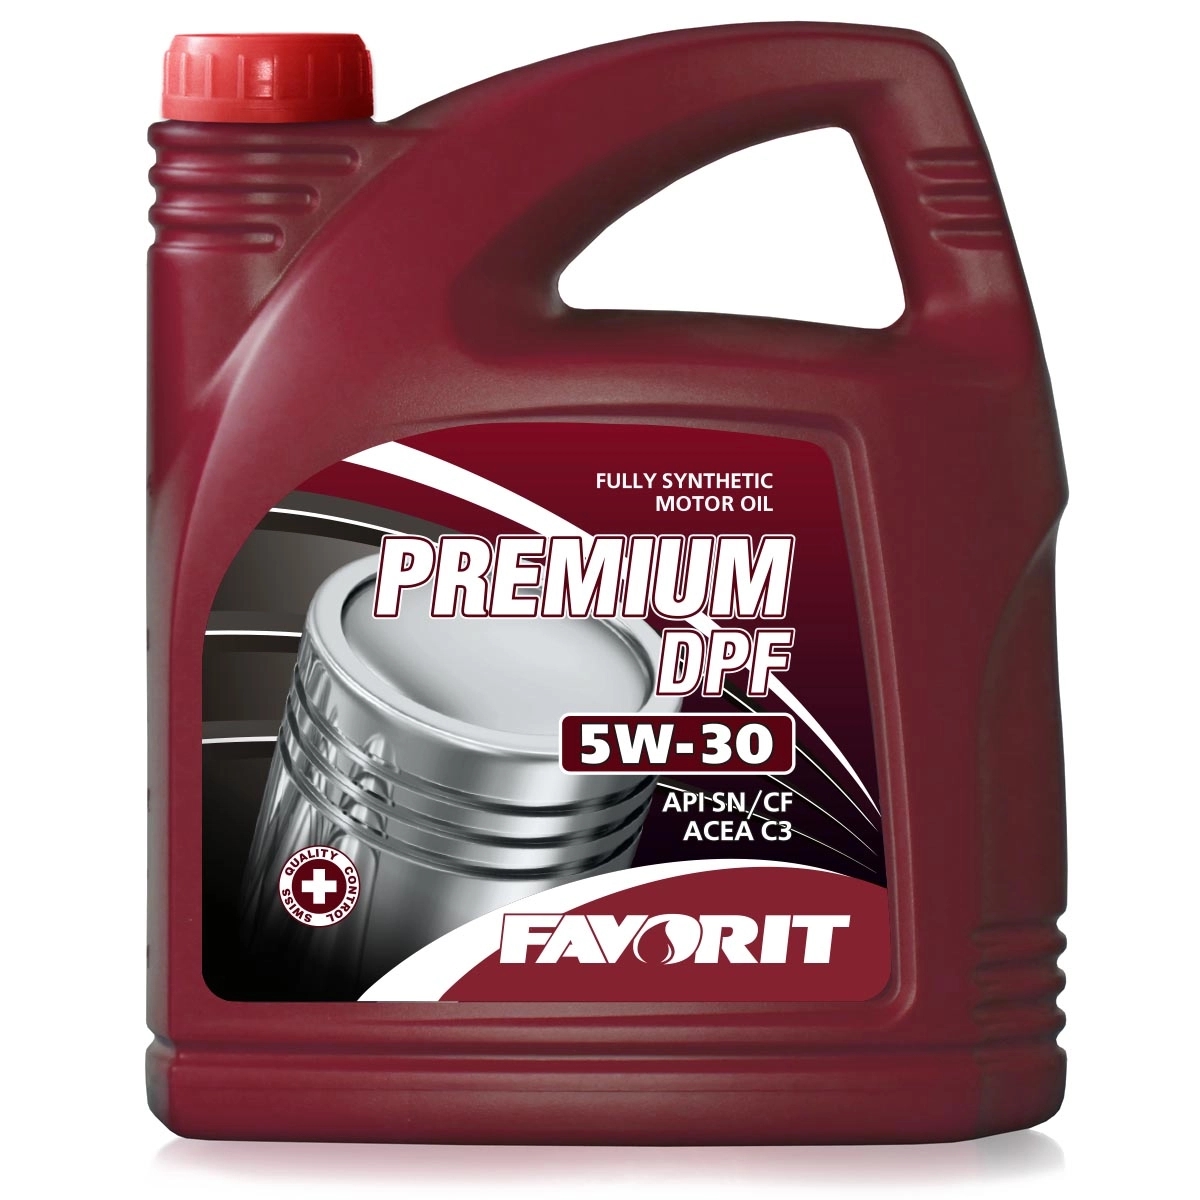 FULLY SYNTHETIC
MOTOR OIL
PREMIUM
DPF
5W-30
API SN/CF
ACEA C3
QUALITY CONTROL SWISS
FAVORIT